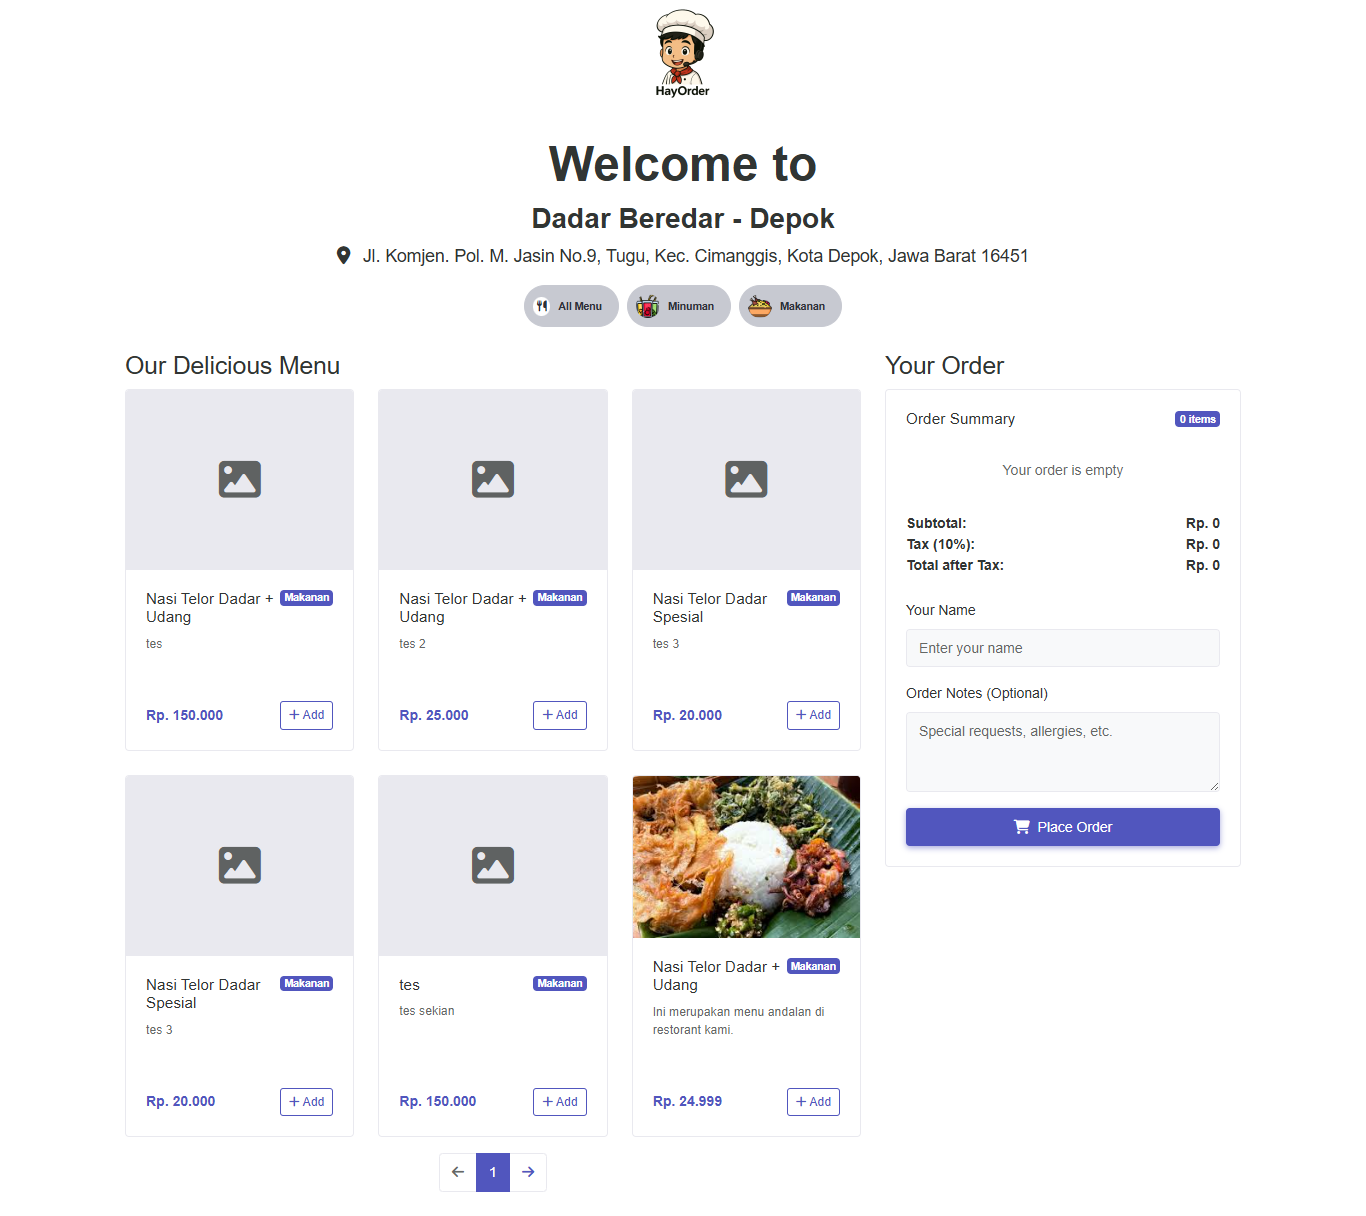 HayOrder
Welcome to
Dadar Beredar - Depok
Jl. Komjen. Pol. M. Jasin No.9, Tugu, Kec. Cimanggis, Kota Depok, Jawa Barat 16451
All Menu
Minuman
Makanan
Our Delicious Menu
Nasi Telor Dadar +
Udang
Makanan
tes
Rp. 150.000
+ Add
Nasi Telor Dadar +
Udang
Makanan
tes 2
Rp. 25.000
+ Add
Nasi Telor Dadar
Spesial
Makanan
tes 3
Rp. 20.000
+ Add
Nasi Telor Dadar
Spesial
Makanan
tes 3
Rp. 20.000
+ Add
tes
Makanan
tes sekian
Rp. 150.000
+ Add
Nasi Telor Dadar +
Udang
Makanan
Ini merupakan menu andalan di
restorant kami.
Rp. 24.999
+ Add
1
Your Order
Order Summary
0 items
Your order is empty
Subtotal: Rp. 0
Tax (10%): Rp. 0
Total after Tax: Rp. 0
Your Name
Enter your name
Order Notes (Optional)
Special requests, allergies, etc.
Place Order